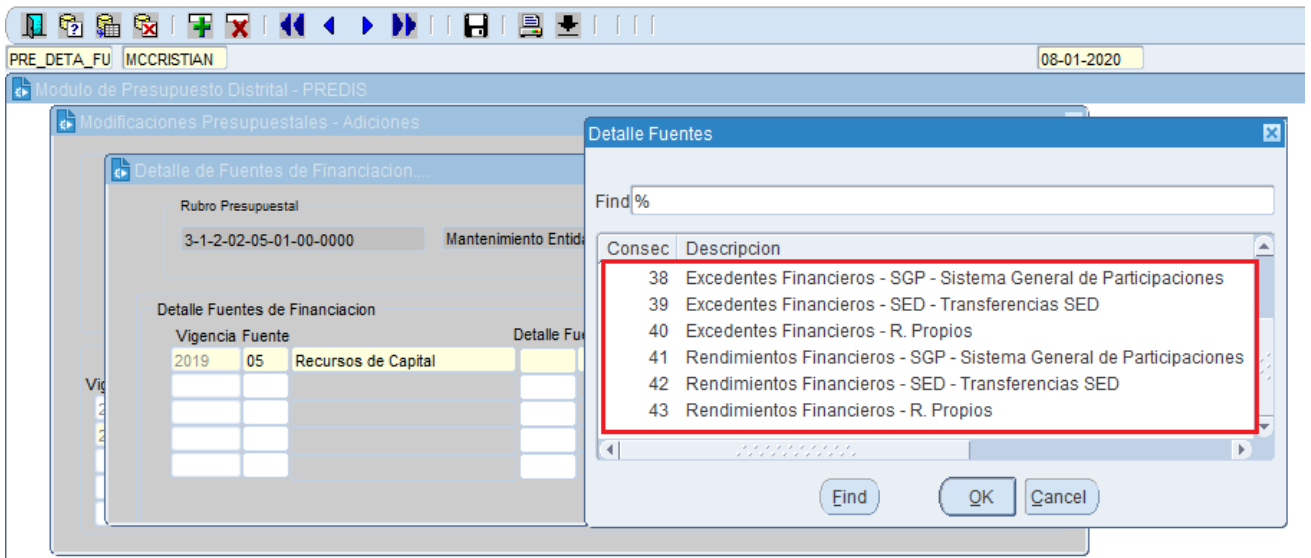 PRE_DETA_FU MCCRISTIAN 08-01-2020
Modulo de Presupuesto Distrital - PREDIS
Modificaciones Presupuestales - Adiciones
Detalle de Fuentes de Financiacion....
Rubro Presupuestal
3-1-2-02-05-01-00-0000 Mantenimiento Entid
Detalle Fuentes de Financiacion
Vigencia Fuente Detalle Fu
2019 05 Recursos de Capital
Vig
2
2
Detalle Fuentes
Find %
Consec Descripcion
38 Excedentes Financieros - SGP - Sistema General de Participaciones
39 Excedentes Financieros - SED - Transferencias SED
40 Excedentes Financieros - R. Propios
41 Rendimientos Financieros - SGP - Sistema General de Participaciones
42 Rendimientos Financieros - SED - Transferencias SED
43 Rendimientos Financieros - R. Propios
Find OK Cancel